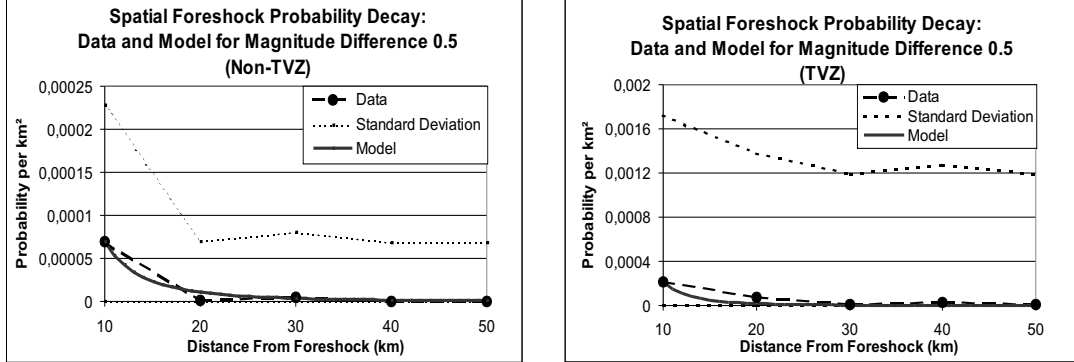 Spatial Foreshock Probability Decay:
Data and Model for Magnitude Difference 0.5
(Non-TVZ)
Probability per km²
0,00025
0,0002
0,00015
0,0001
0,00005
0
Data
Standard Deviation
Model
10
20
30
40
50
Distance From Foreshock (km)
Spatial Foreshock Probability Decay:
Data and Model for Magnitude Difference 0.5
(TVZ)
Probability per km²
0,002
0,0016
0,0012
0,0008
0,0004
0
Data
Standard Deviation
Model
10
20
30
40
50
Distance From Foreshock (km)